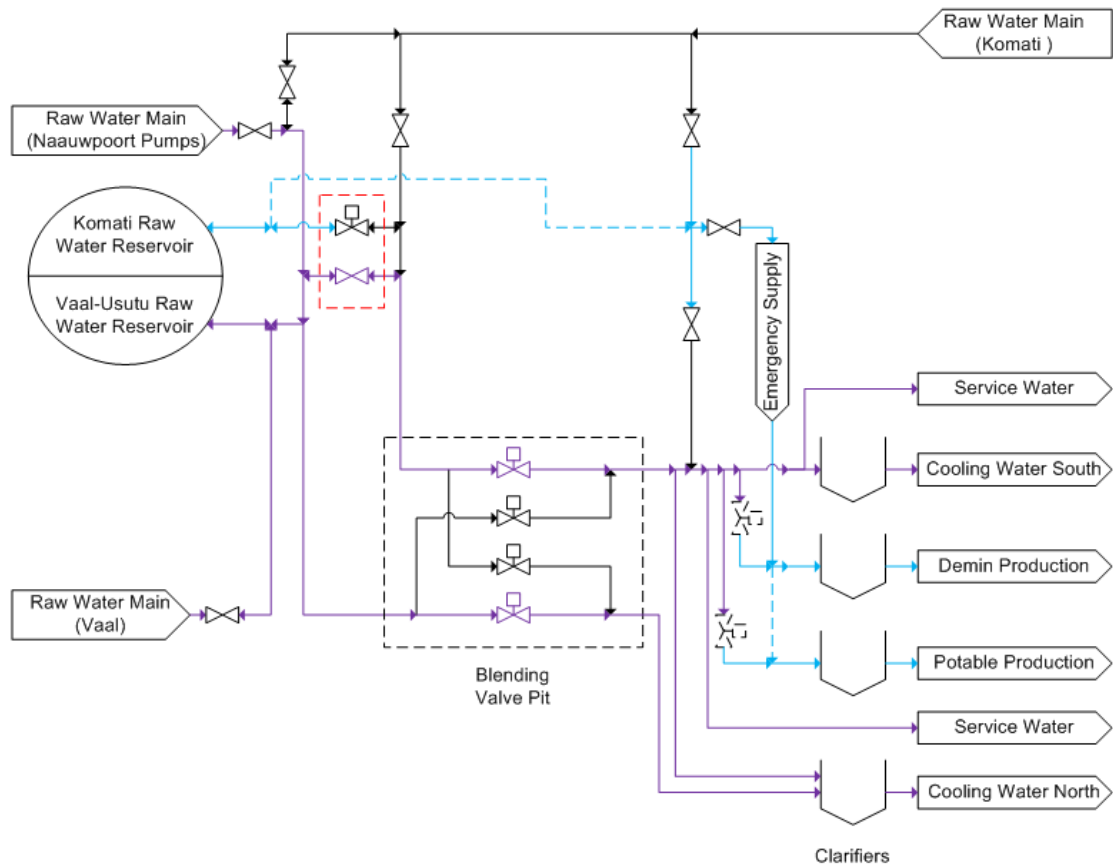 Raw Water Main
(Komati )
Raw Water Main
(Naauwpoort Pumps)
Komati Raw
Water Reservoir
Vaal-Usutu Raw
Water Reservoir
Emergency Supply
Service Water
Cooling Water South
Demin Production
Raw Water Main
(Vaal)
Potable Production
Blending
Valve Pit
Service Water
Cooling Water North
Clarifiers